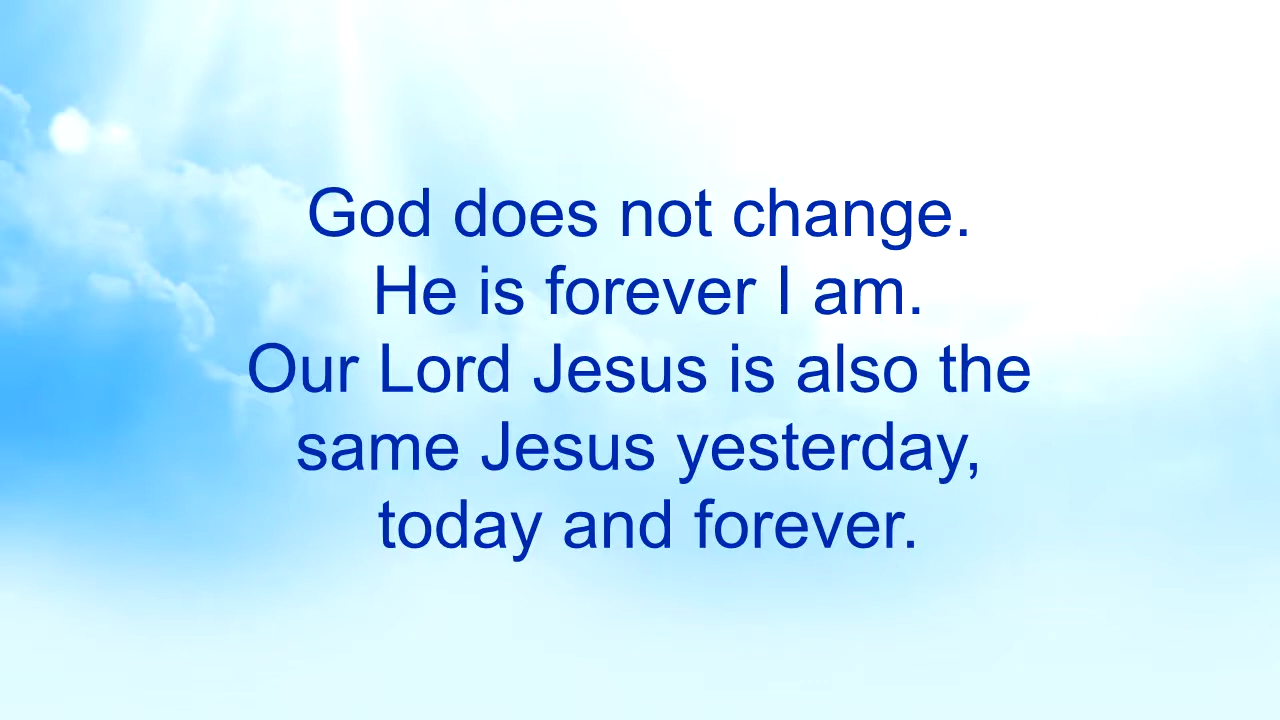 God does not change.
He is forever I am.
Our Lord Jesus is also the
same Jesus yesterday,
today and forever.